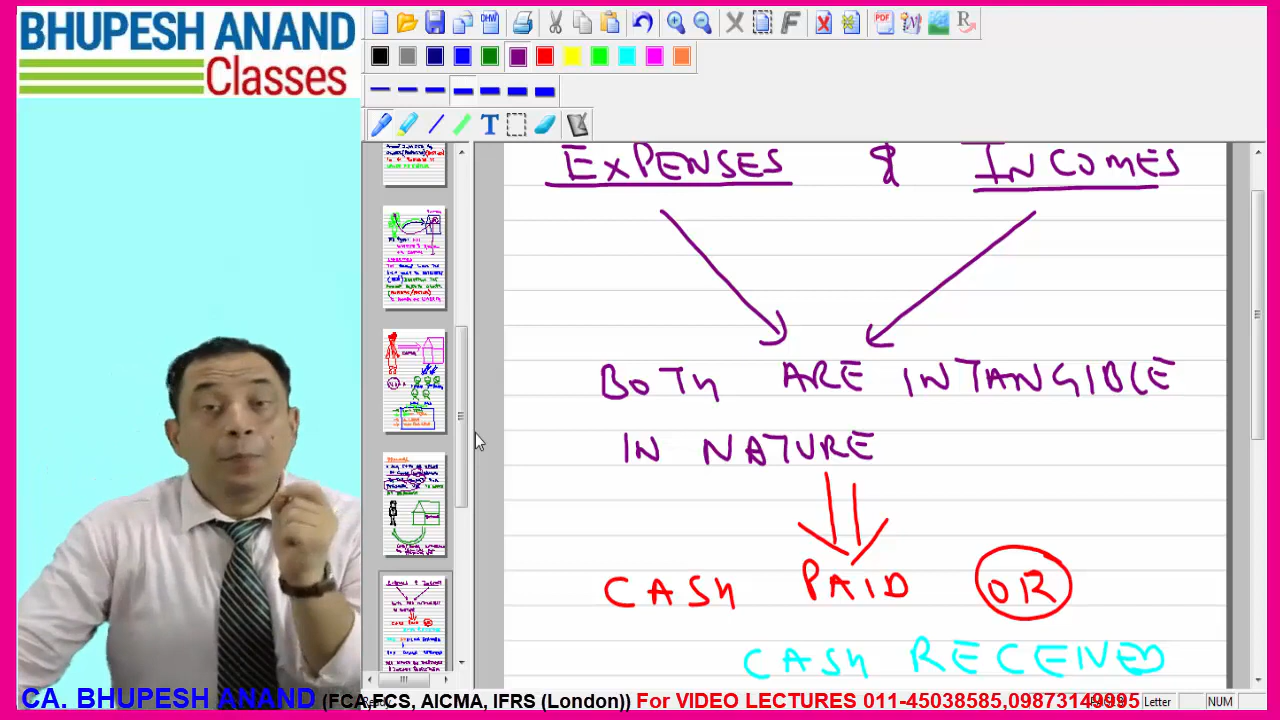 BHUPESH ANAND
Classes
EXPENSES & INCOMES
BOTH ARE INTANGIBLE
IN NATURE
CASH PAID OR
CASH RECEIVED
Letter NUM
CA. BHUPESH ANAND (FCA,FCS, AICMA, IFRS (London)) For VIDEO LECTURES 011-45038585,09873149995